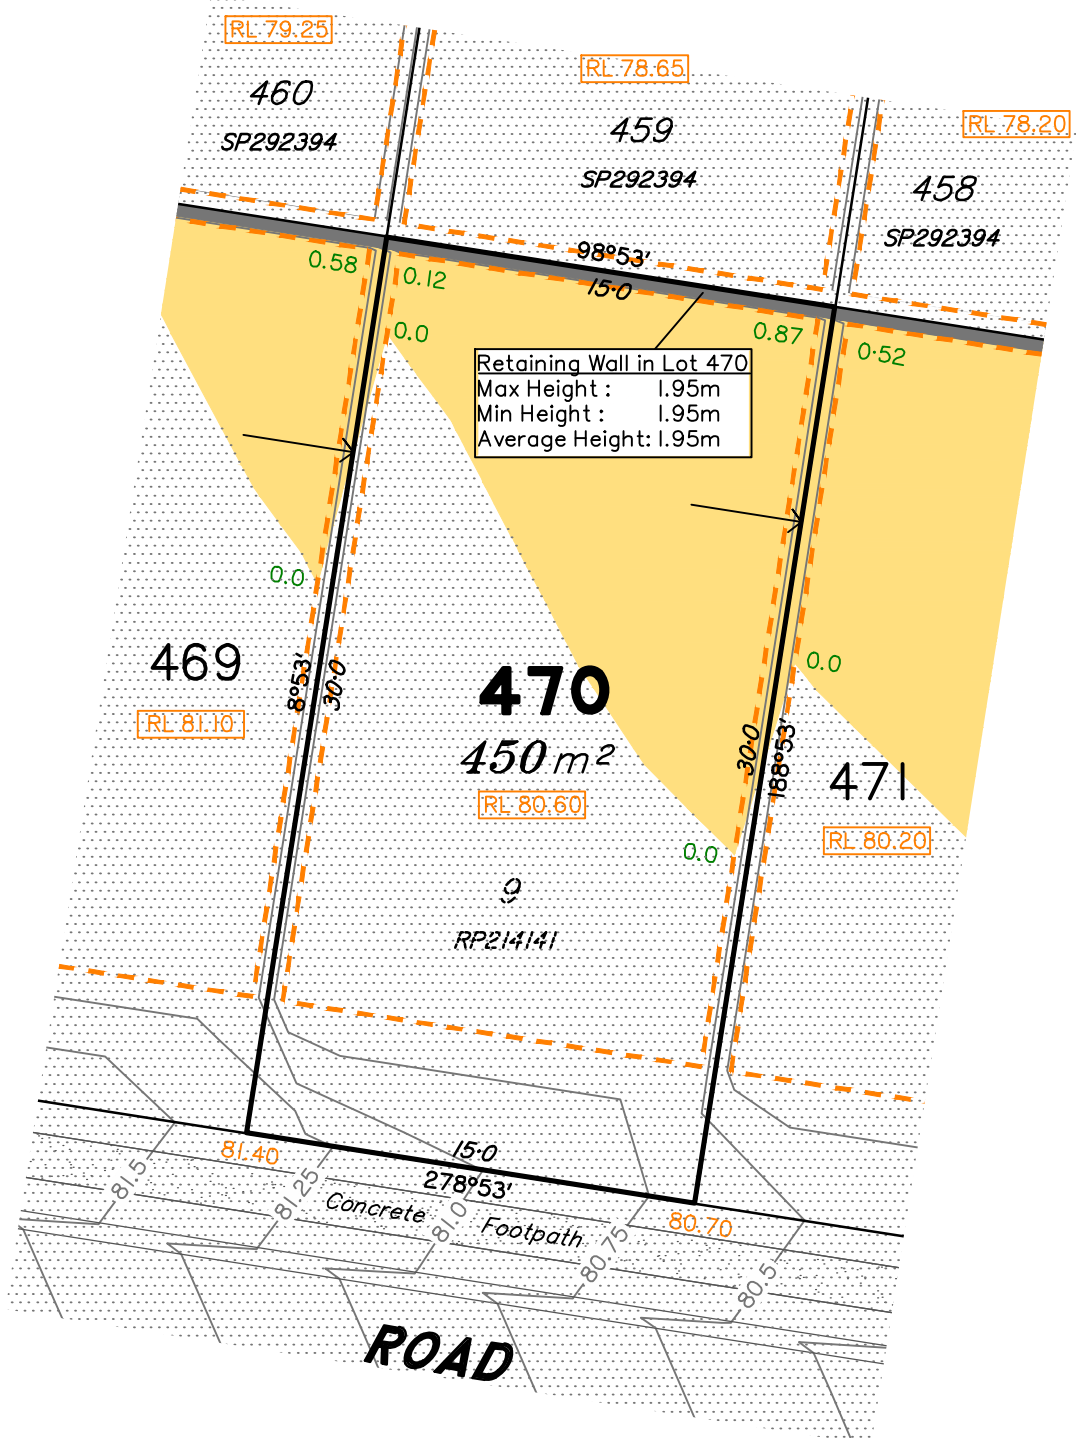 RL 79.25
460
SP292394
RL 78.65
459
SP292394
RL 78.20
458
SP292394
98°53'
15·0
0.58
0.12
0.0
0.87
0·52
Retaining Wall in Lot 470
Max Height : 1.95m
Min Height : 1.95m
Average Height: 1.95m
0.0
469
RL 81.10
8°53'
30·0
470
450 m²
RL 80.60
9
RP214141
0.0
30·0
188°53'
0.0
471
RL 80.20
81.40
15·0
278°53'
80.70
81.5
81.25
81.0
80.75
80.5
Concrete Footpath
ROAD